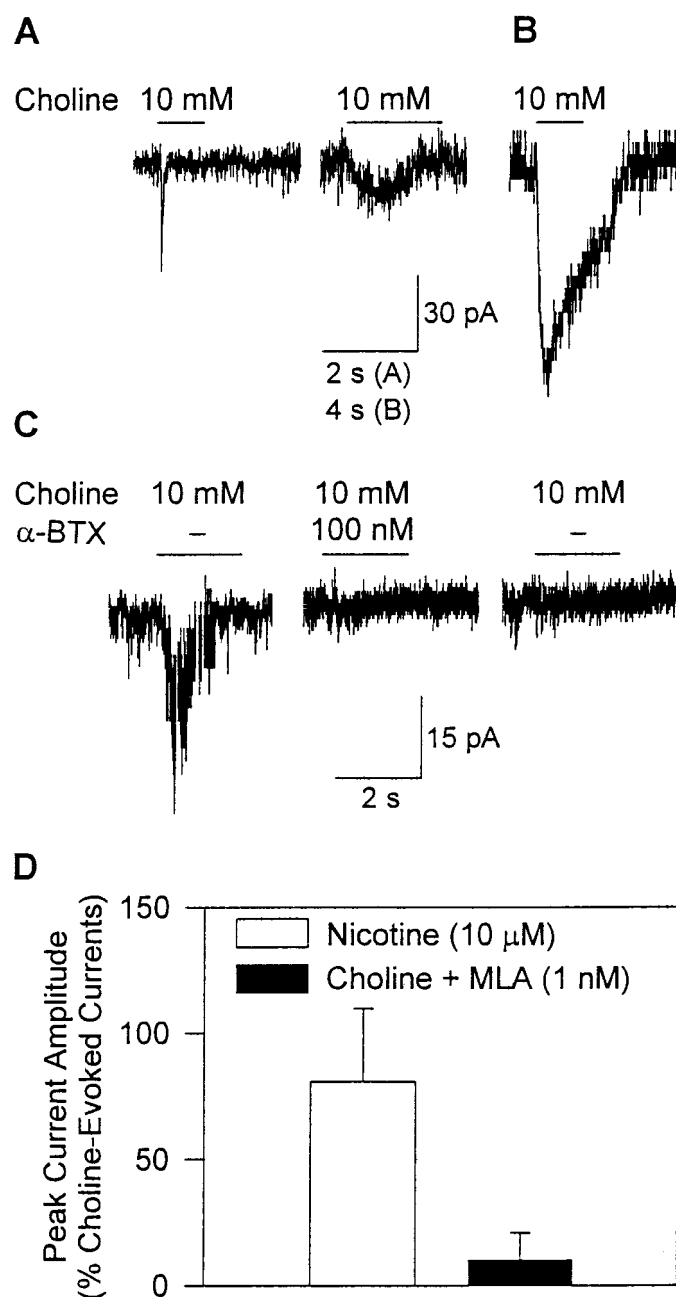 A
B
Choline 10 mM 10 mM 10 mM
30 pA
2 s (A)
4 s (B)
C
Choline 10 mM 10 mM 10 mM
α-BTX – 100 nM –
15 pA
2 s
D
Peak Current Amplitude
(% Choline-Evoked Currents)
150
100
50
0
Nicotine (10 μM)
Choline + MLA (1 nM)